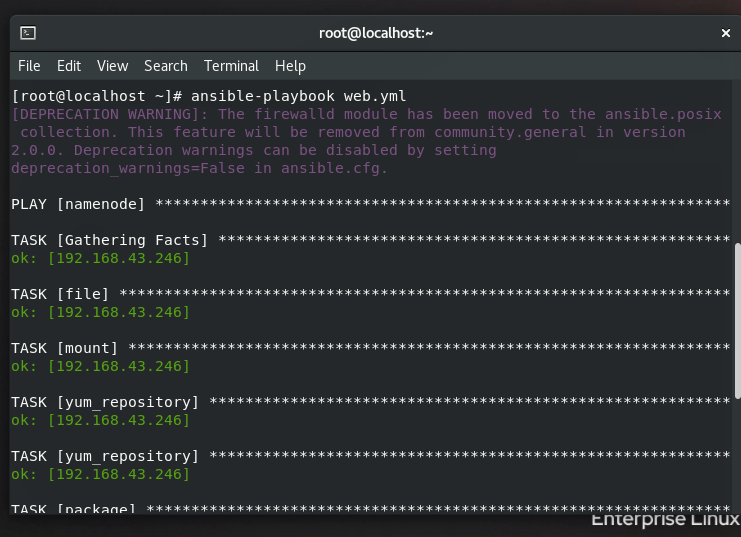 root@localhost:~
File Edit View Search Terminal Help
[root@localhost ~]# ansible-playbook web.yml
[DEPRECATION WARNING]: The firewalld module has been moved to the ansible.posix
 collection. This feature will be removed from community.general in version
2.0.0. Deprecation warnings can be disabled by setting
deprecation_warnings=False in ansible.cfg.
PLAY [namenode] ****************************************************************
TASK [Gathering Facts] *********************************************************
ok: [192.168.43.246]
TASK [file] ********************************************************************
ok: [192.168.43.246]
TASK [mount] *******************************************************************
ok: [192.168.43.246]
TASK [yum_repository] **********************************************************
ok: [192.168.43.246]
TASK [yum_repository] **********************************************************
ok: [192.168.43.246]
TASK [package] *****************************************************************
Enterprise Linux